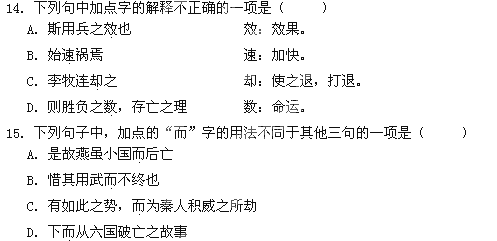 14. 下列句中加点字的解释不正确的一项是（　　）
A. 斯用兵之效也　　效：效果。
B. 始速祸焉　　速：加快。
C. 李牧连却之　　却：使之退，打退。
D. 则胜负之数，存亡之理　　数：命运。
15. 下列句子中，加点的“而”字的用法不同于其他三句的一项是（　　）
A. 是故燕虽小国而后亡
B. 惜其用武而不终也
C. 有如此之势，而为秦人积威之所劫
D. 下而从六国破亡之故事